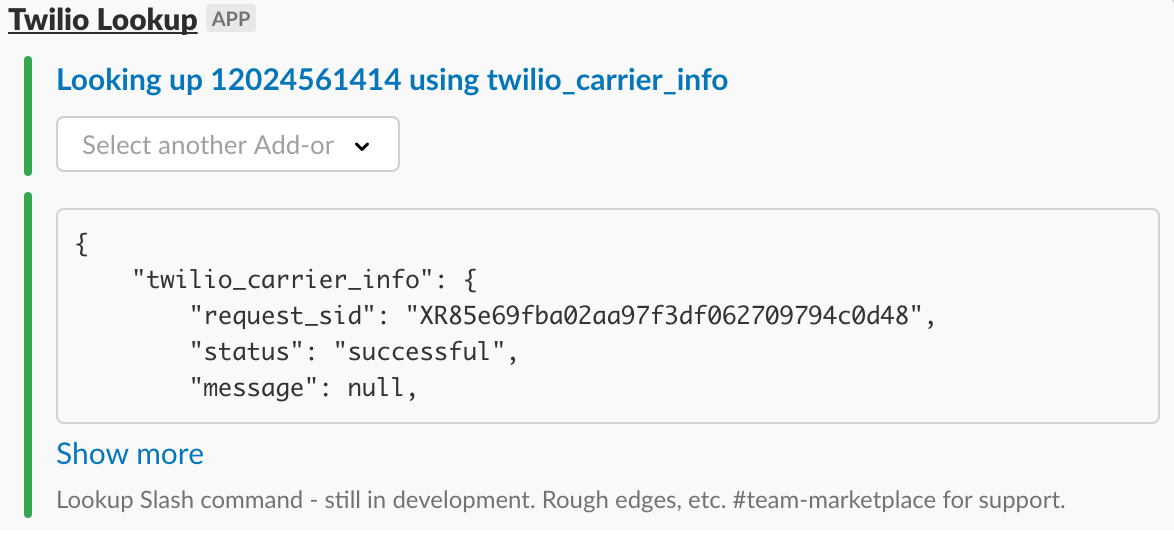 Twilio Lookup APP
Looking up 12024561414 using twilio_carrier_info
Select another Add-or
{
    "twilio_carrier_info": {
        "request_sid": "XR85e69fba02aa97f3df062709794c0d48",
        "status": "successful",
        "message": null,
Show more
Lookup Slash command - still in development. Rough edges, etc. #team-marketplace for support.